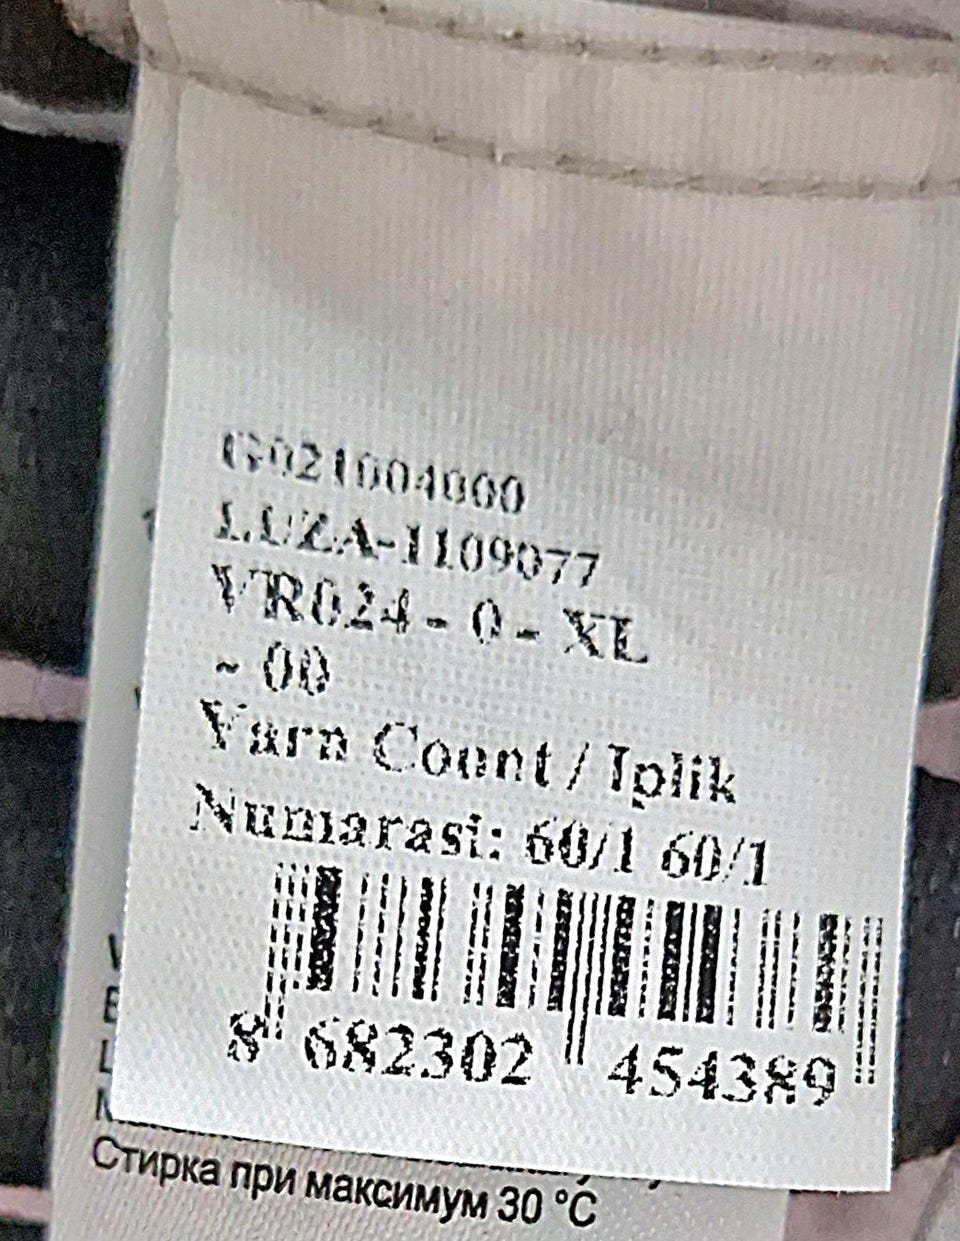 G021004000
LUZA-1109077
VR024 - 0 - XL
- 00
Yarn Count / Iplik
Numarasi: 60/1 60/1
8 682302 454389
Стирка при максимум 30 °C